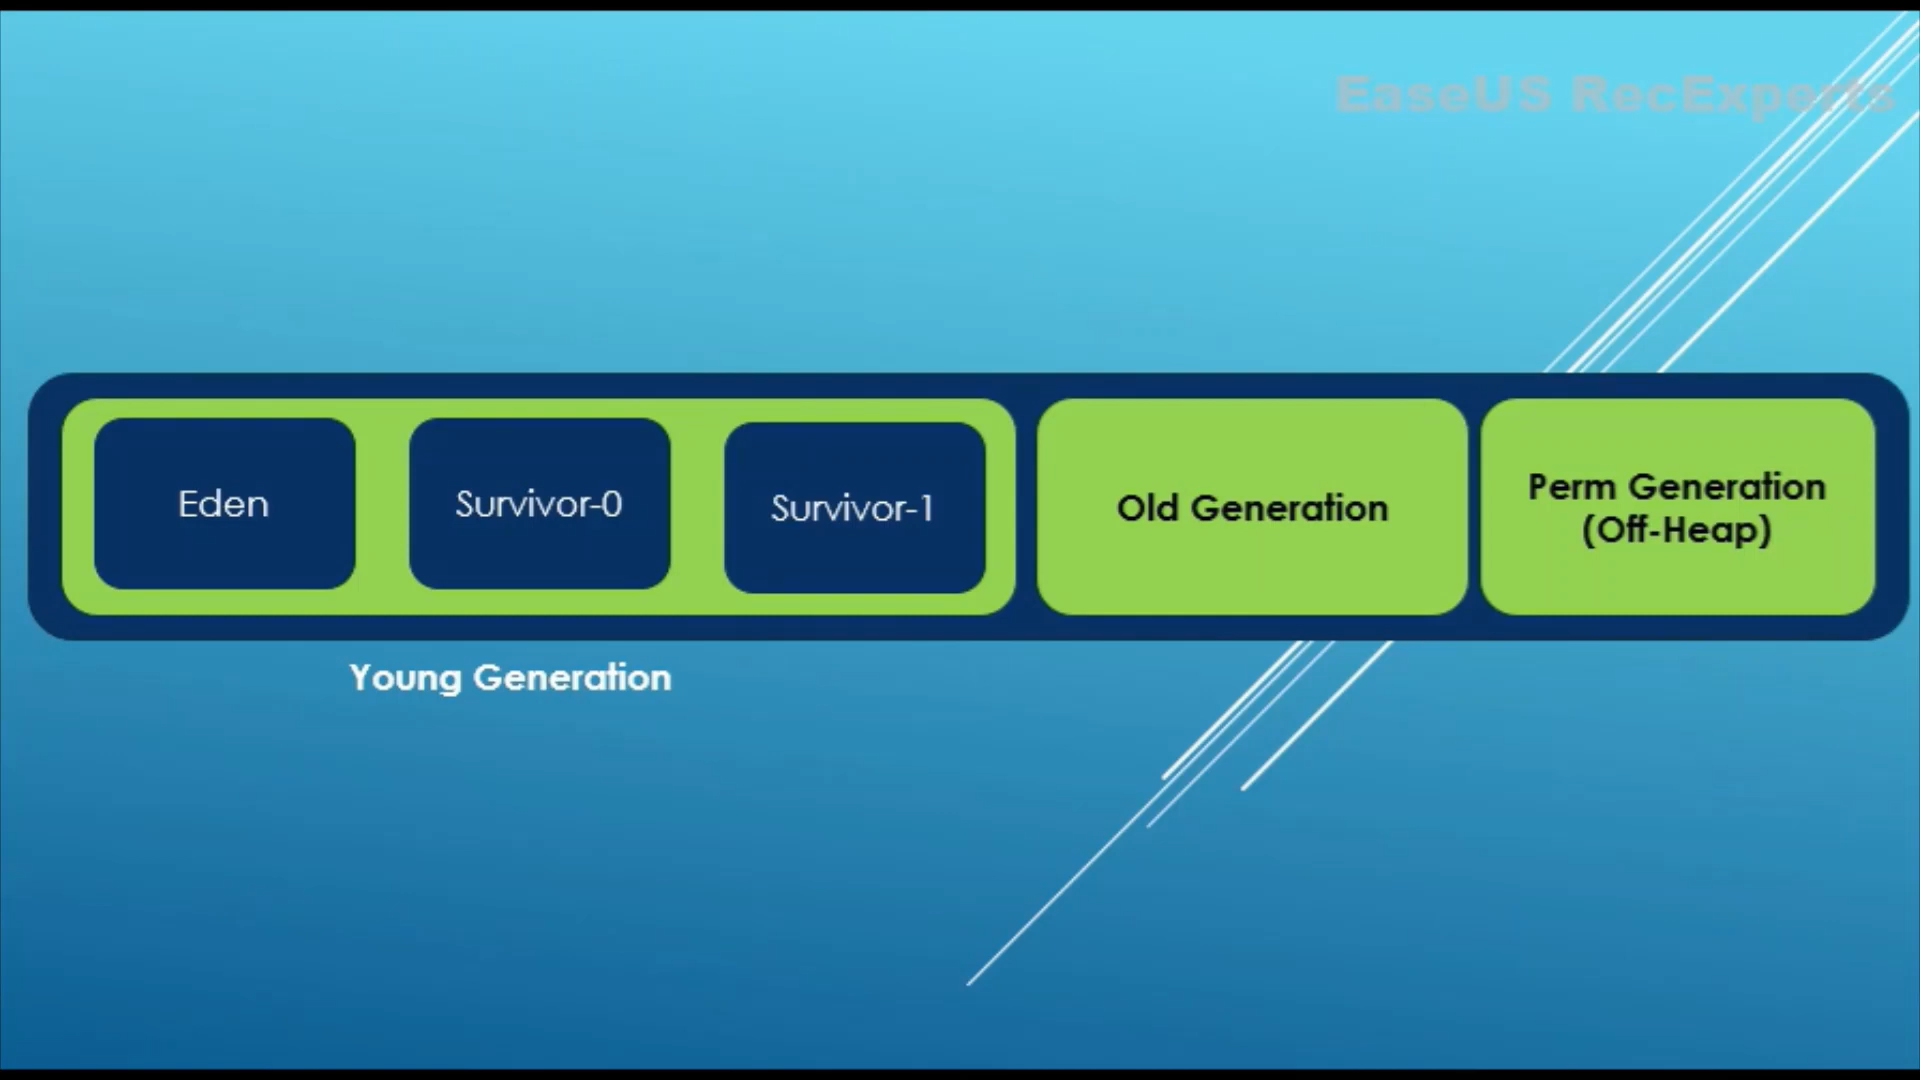 EaseUS RecExperts
Eden
Survivor-0
Survivor-1
Old Generation
Perm Generation
(Off-Heap)
Young Generation